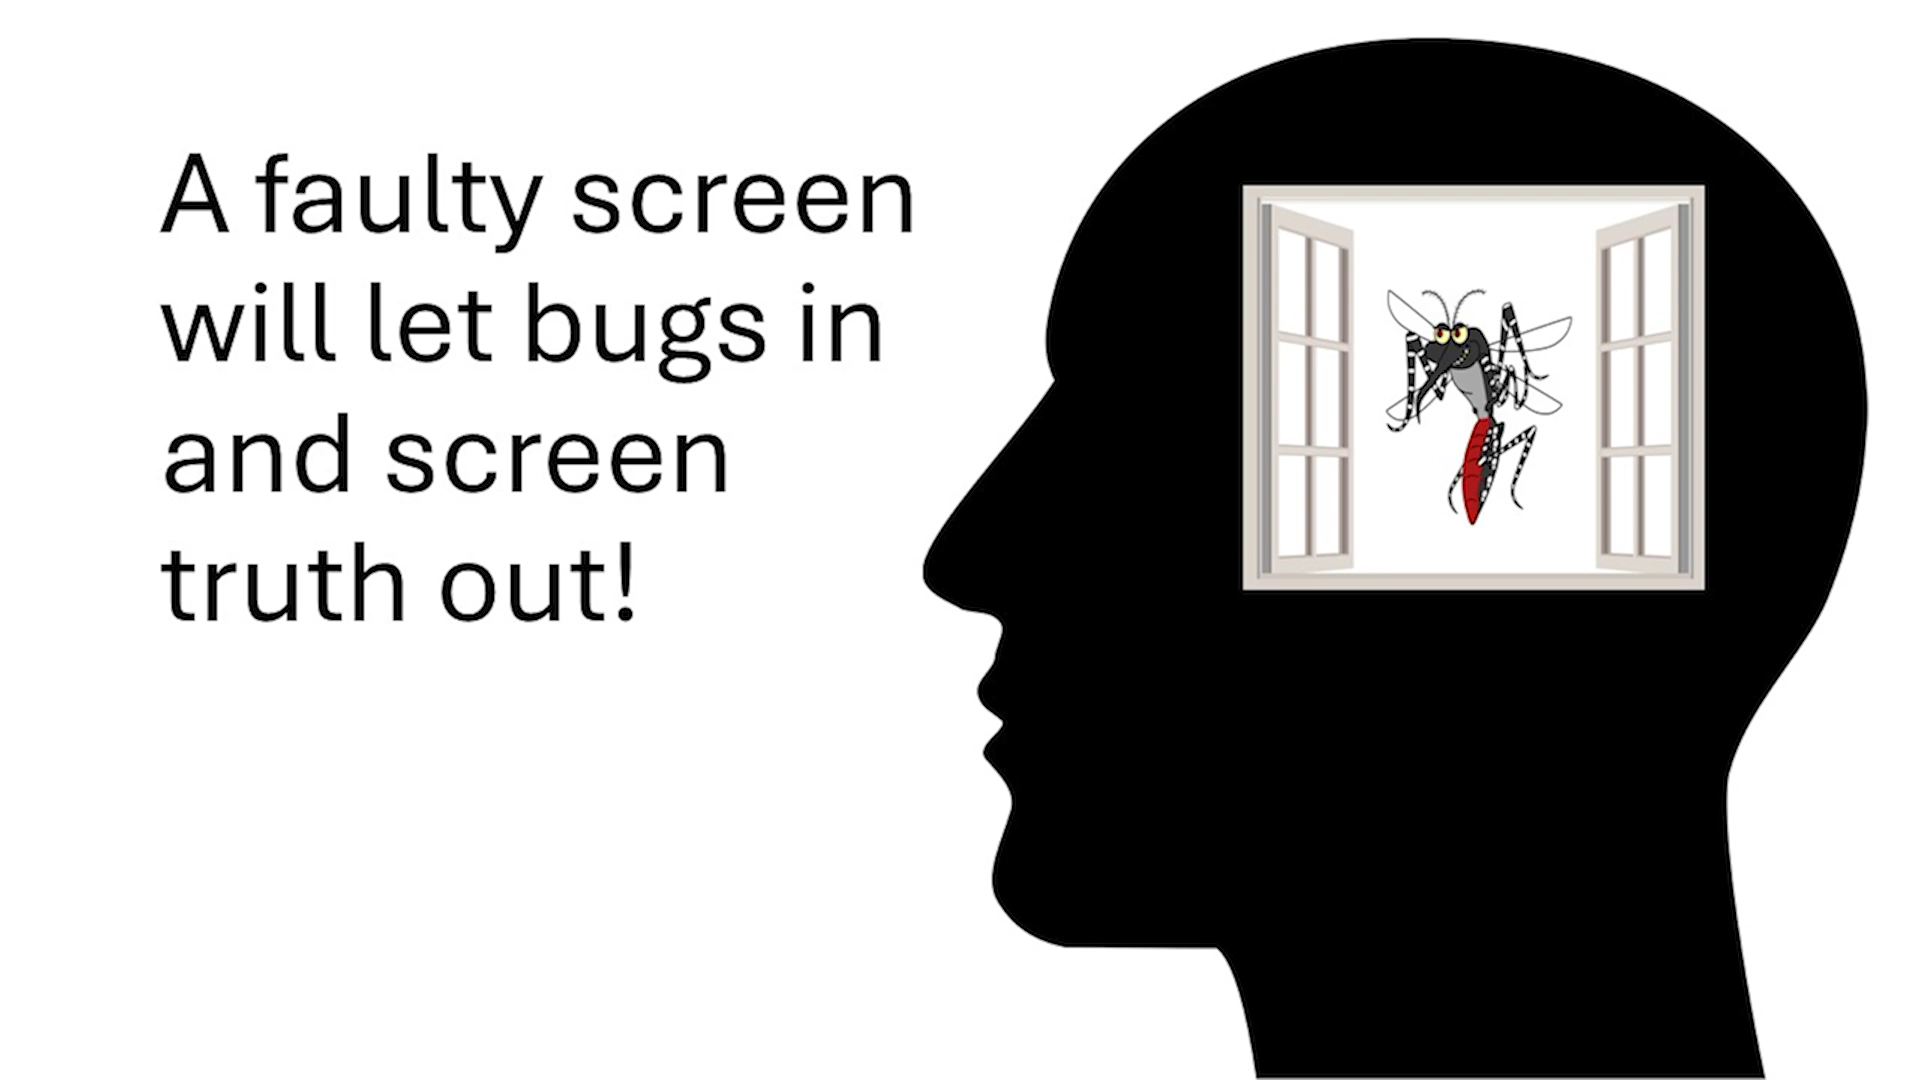 A faulty screen
will let bugs in
and screen
truth out!